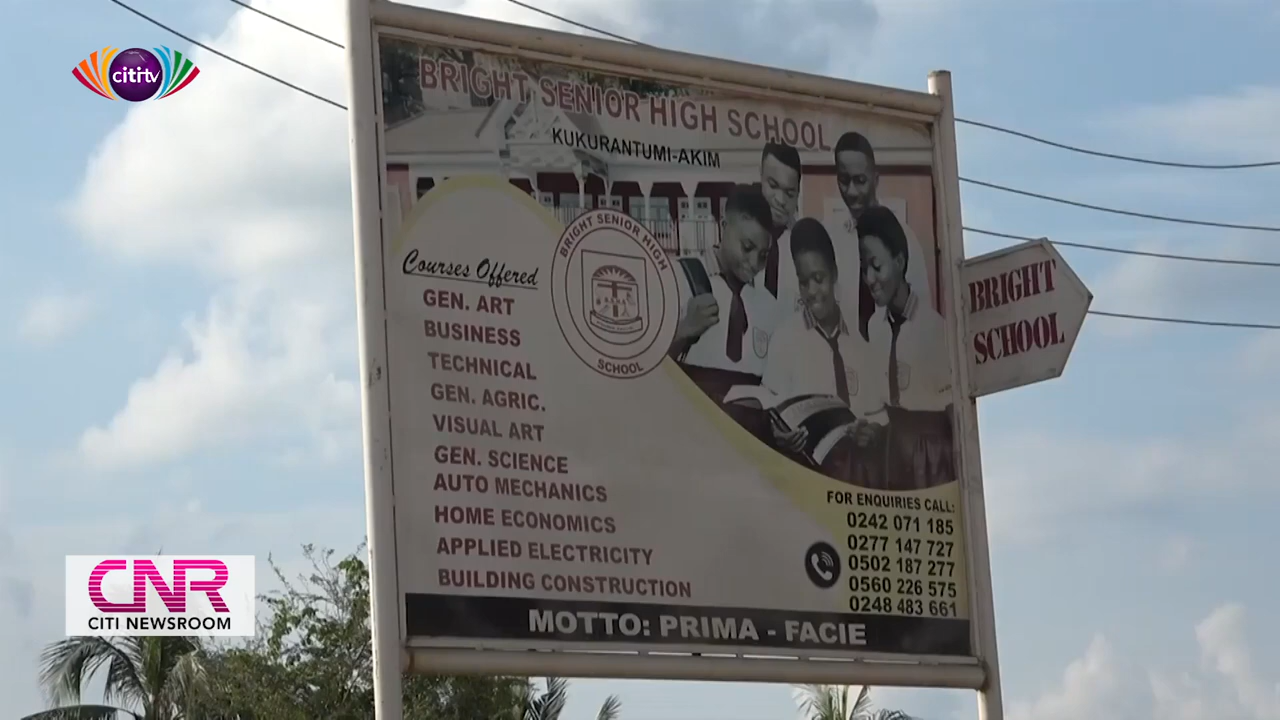 citi tv
BRIGHT SENIOR HIGH SCHOOL
KUKURANTUMI-AKIM
Courses Offered
GEN. ART
BUSINESS
TECHNICAL
GEN. AGRIC.
VISUAL ART
GEN. SCIENCE
AUTO MECHANICS
HOME ECONOMICS
APPLIED ELECTRICITY
BUILDING CONSTRUCTION
BRIGHT SENIOR HIGH
SCHOOL
BRIGHT
SCHOOL
FOR ENQUIRIES CALL:
0242 071 185
0277 147 727
0502 187 277
0560 226 575
0248 483 661
MOTTO: PRIMA - FACIE
CNR
CITI NEWSROOM